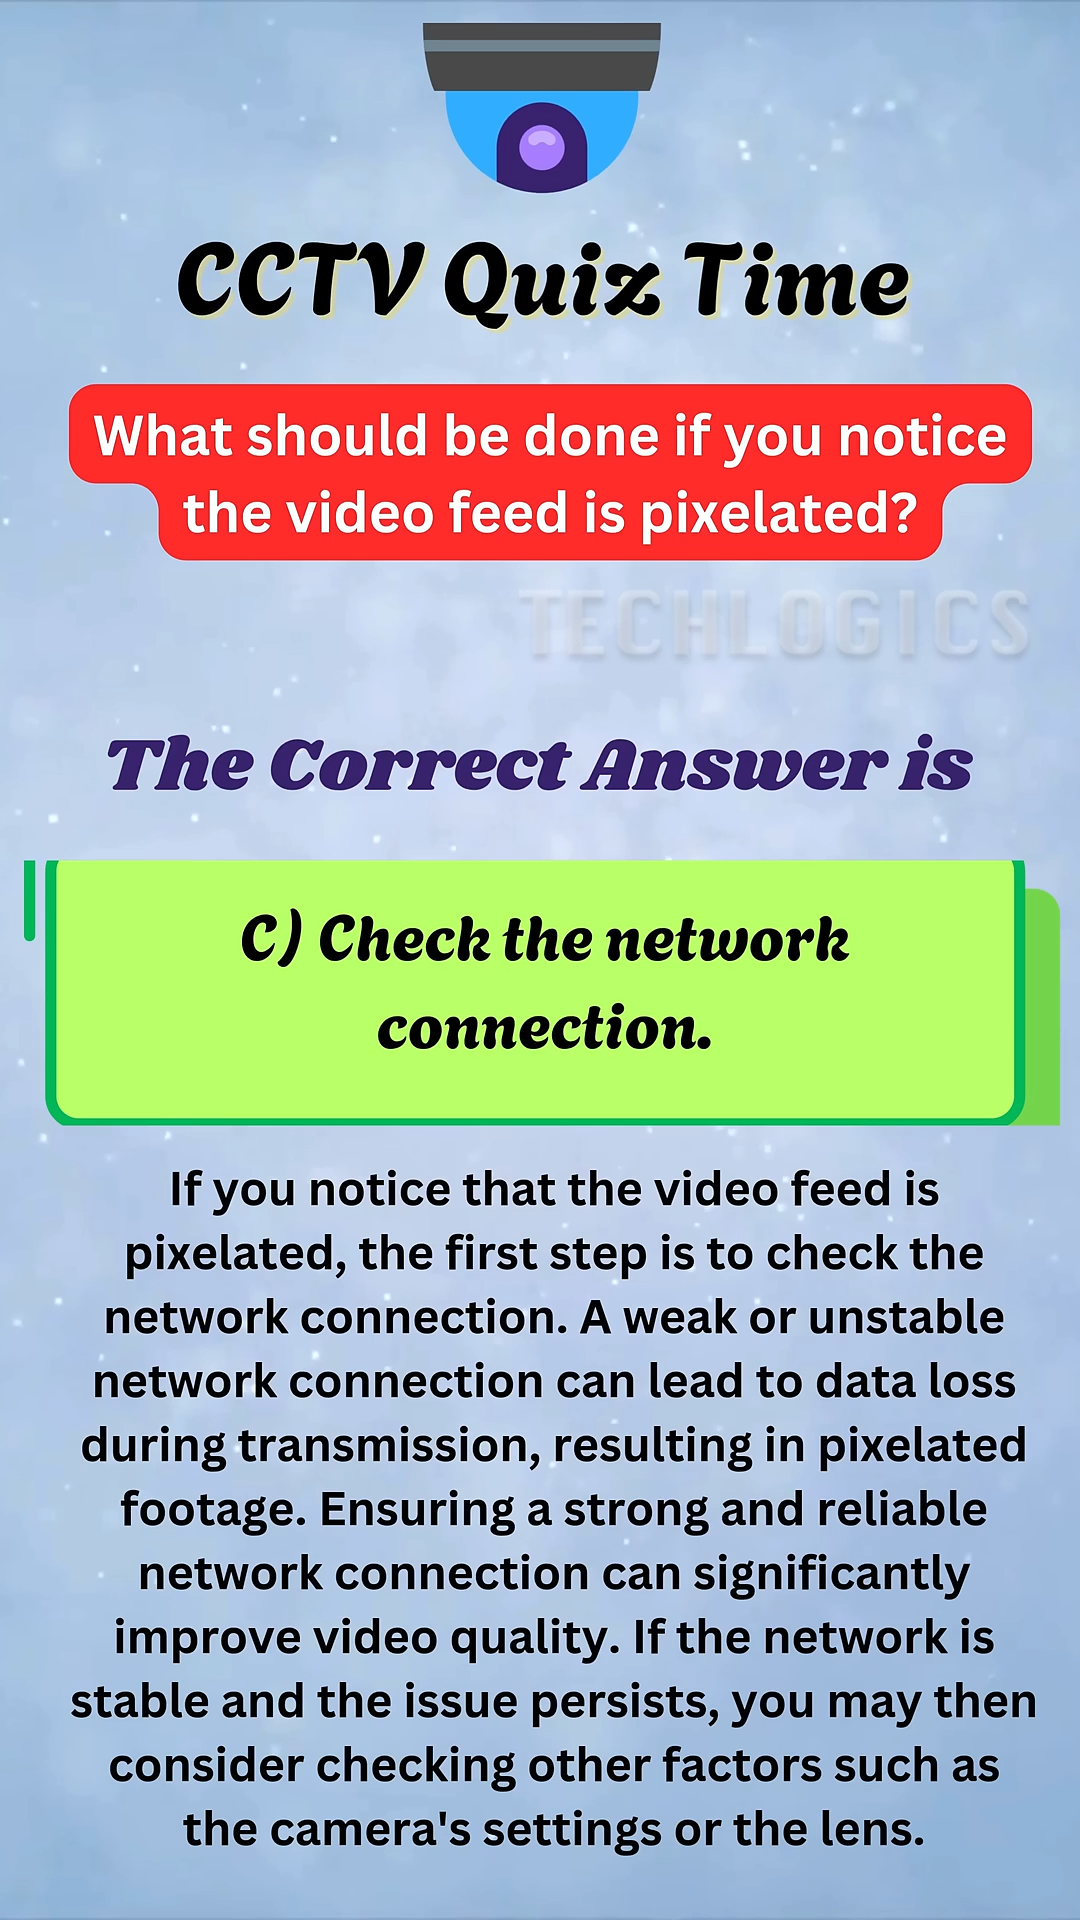 CCTV Quiz Time
What should be done if you notice
the video feed is pixelated?
TECHLOGICS
The Correct Answer is
C) Check the network
connection.
If you notice that the video feed is
pixelated, the first step is to check the
network connection. A weak or unstable
network connection can lead to data loss
during transmission, resulting in pixelated
footage. Ensuring a strong and reliable
network connection can significantly
improve video quality. If the network is
stable and the issue persists, you may then
consider checking other factors such as
the camera's settings or the lens.